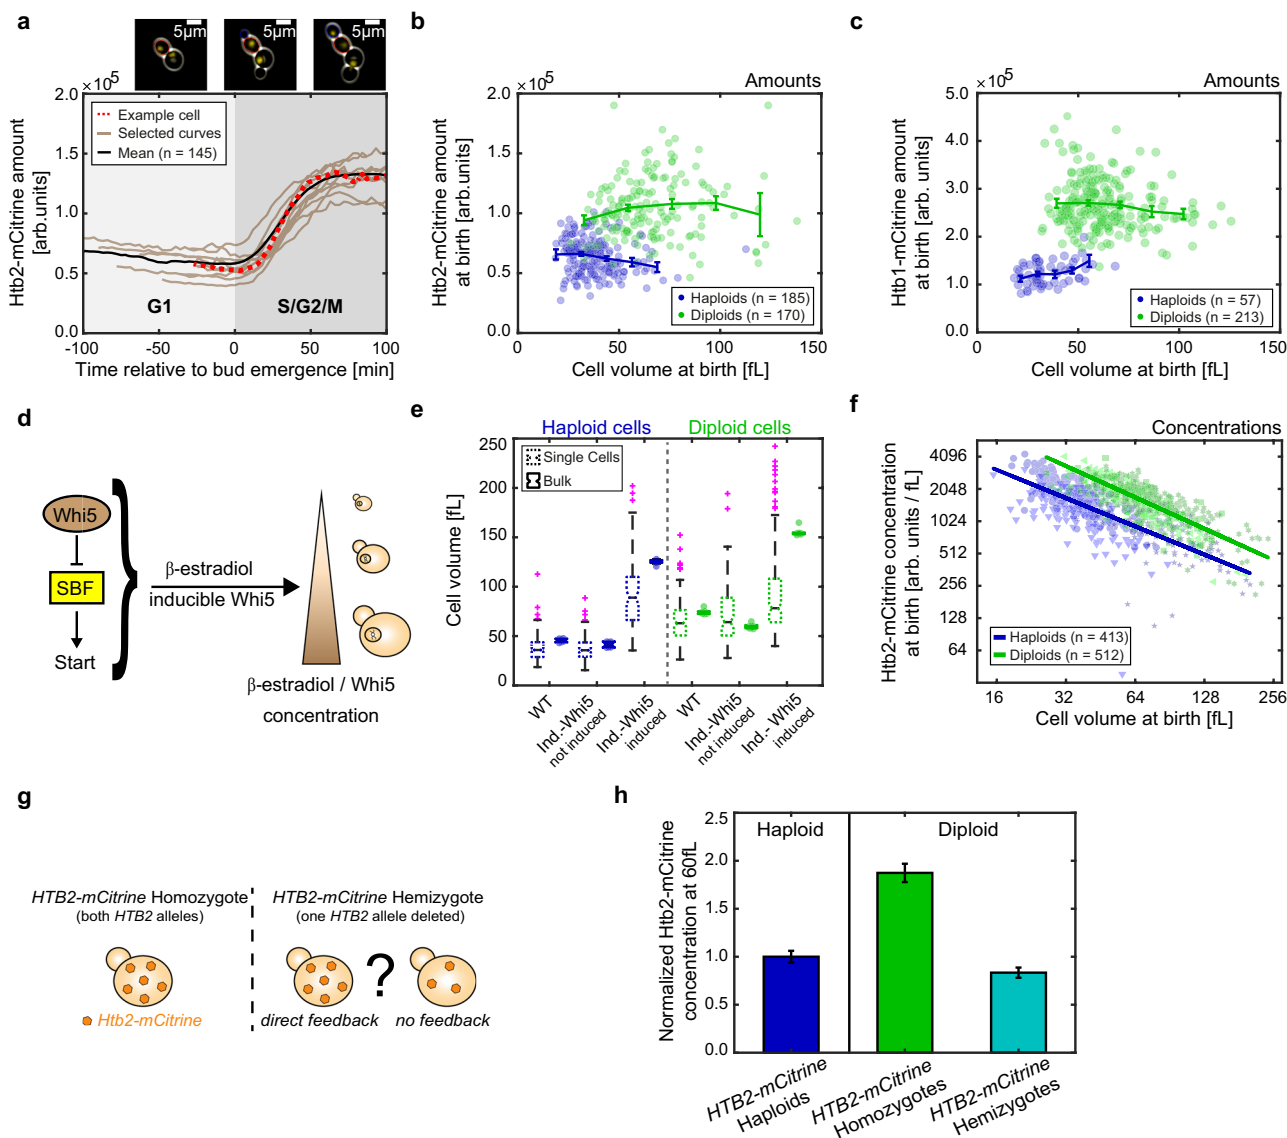 a
5μm
5μm
5μm
×10⁵
Htb2-mCitrine amount
[arb.units]
2.0
1.5
1.0
0.5
0.0
Example cell
Selected curves
Mean (n = 145)
G1
S/G2/M
-100
-50
0
50
100
Time relative to bud emergence [min]
b
×10⁵
Amounts
Htb2-mCitrine amount
at birth [arb.units]
2.0
1.5
1.0
0.5
0.0
Haploids (n = 185)
Diploids (n = 170)
0
50
100
150
Cell volume at birth [fL]
c
×10⁵
Amounts
Htb1-mCitrine amount
at birth [arb. units]
5.0
4.0
3.0
2.0
1.0
0.0
Haploids (n = 57)
Diploids (n = 213)
0
50
100
150
Cell volume at birth [fL]
d
Whi5
SBF
Start
β-estradiol
inducible Whi5
β-estradiol / Whi5
concentration
e
Haploid cells
Diploid cells
Cell volume [fL]
250
200
150
100
50
0
Single Cells
Bulk
WT
Ind.-Whi5
not induced
Ind.-Whi5
induced
WT
Ind.-Whi5
not induced
Ind.- Whi5
induced
f
Concentrations
Htb2-mCitrine concentration
at birth [arb. units / fL]
4096
2048
1024
512
256
128
64
Haploids (n = 413)
Diploids (n = 512)
16
32
64
128
256
Cell volume at birth [fL]
g
HTB2-mCitrine Homozygote
(both HTB2 alleles)
Htb2-mCitrine
HTB2-mCitrine Hemizygote
(one HTB2 allele deleted)
?
direct feedback
no feedback
h
Normalized Htb2-mCitrine
concentration at 60fL
2.5
2.0
1.5
1.0
0.5
0.0
Haploid
Diploid
HTB2-mCitrine
Haploids
HTB2-mCitrine
Homozygotes
HTB2-mCitrine
Hemizygotes